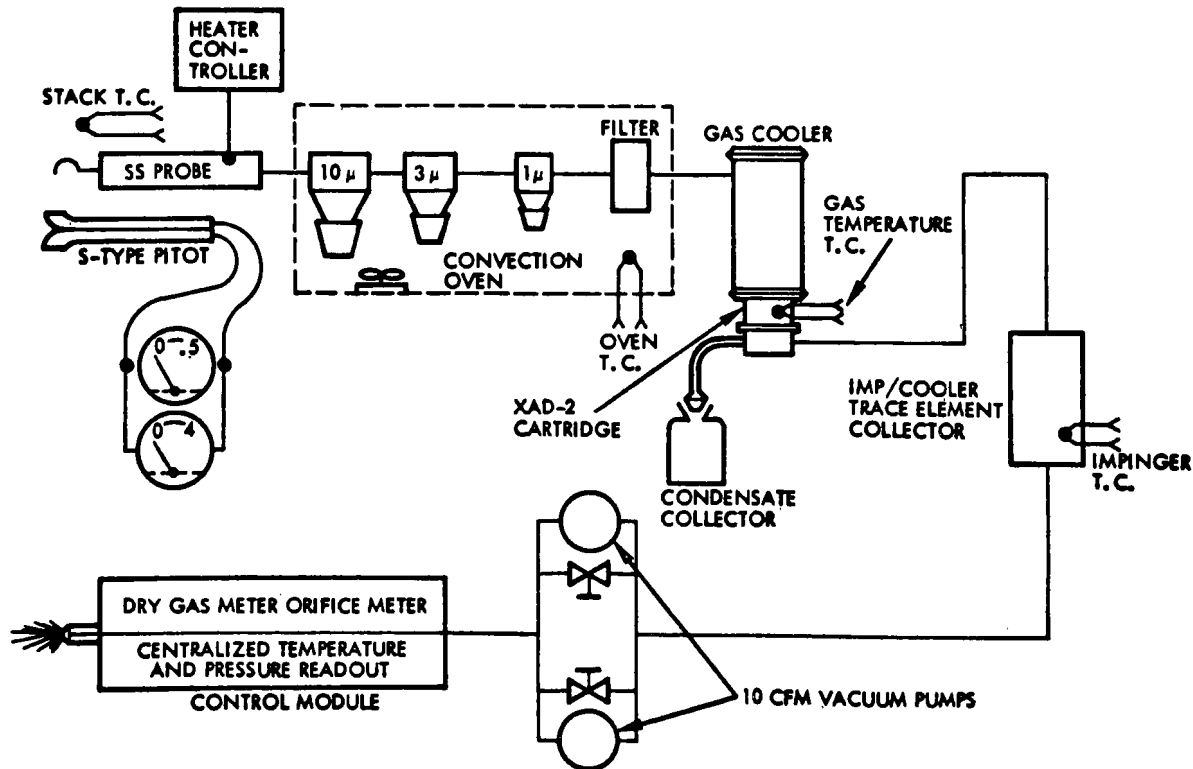 HEATER
CON-
TROLLER
STACK T.C.
SS PROBE
10 μ
3 μ
1 μ
FILTER
GAS COOLER
GAS
TEMPERATURE
T.C.
S-TYPE PITOT
CONVECTION
OVEN
OVEN
T.C.
0 .5
0 4
XAD-2
CARTRIDGE
IMP/COOLER
TRACE ELEMENT
COLLECTOR
IMPINGER
T.C.
CONDENSATE
COLLECTOR
DRY GAS METER ORIFICE METER
CENTRALIZED TEMPERATURE
AND PRESSURE READOUT
CONTROL MODULE
10 CFM VACUUM PUMPS